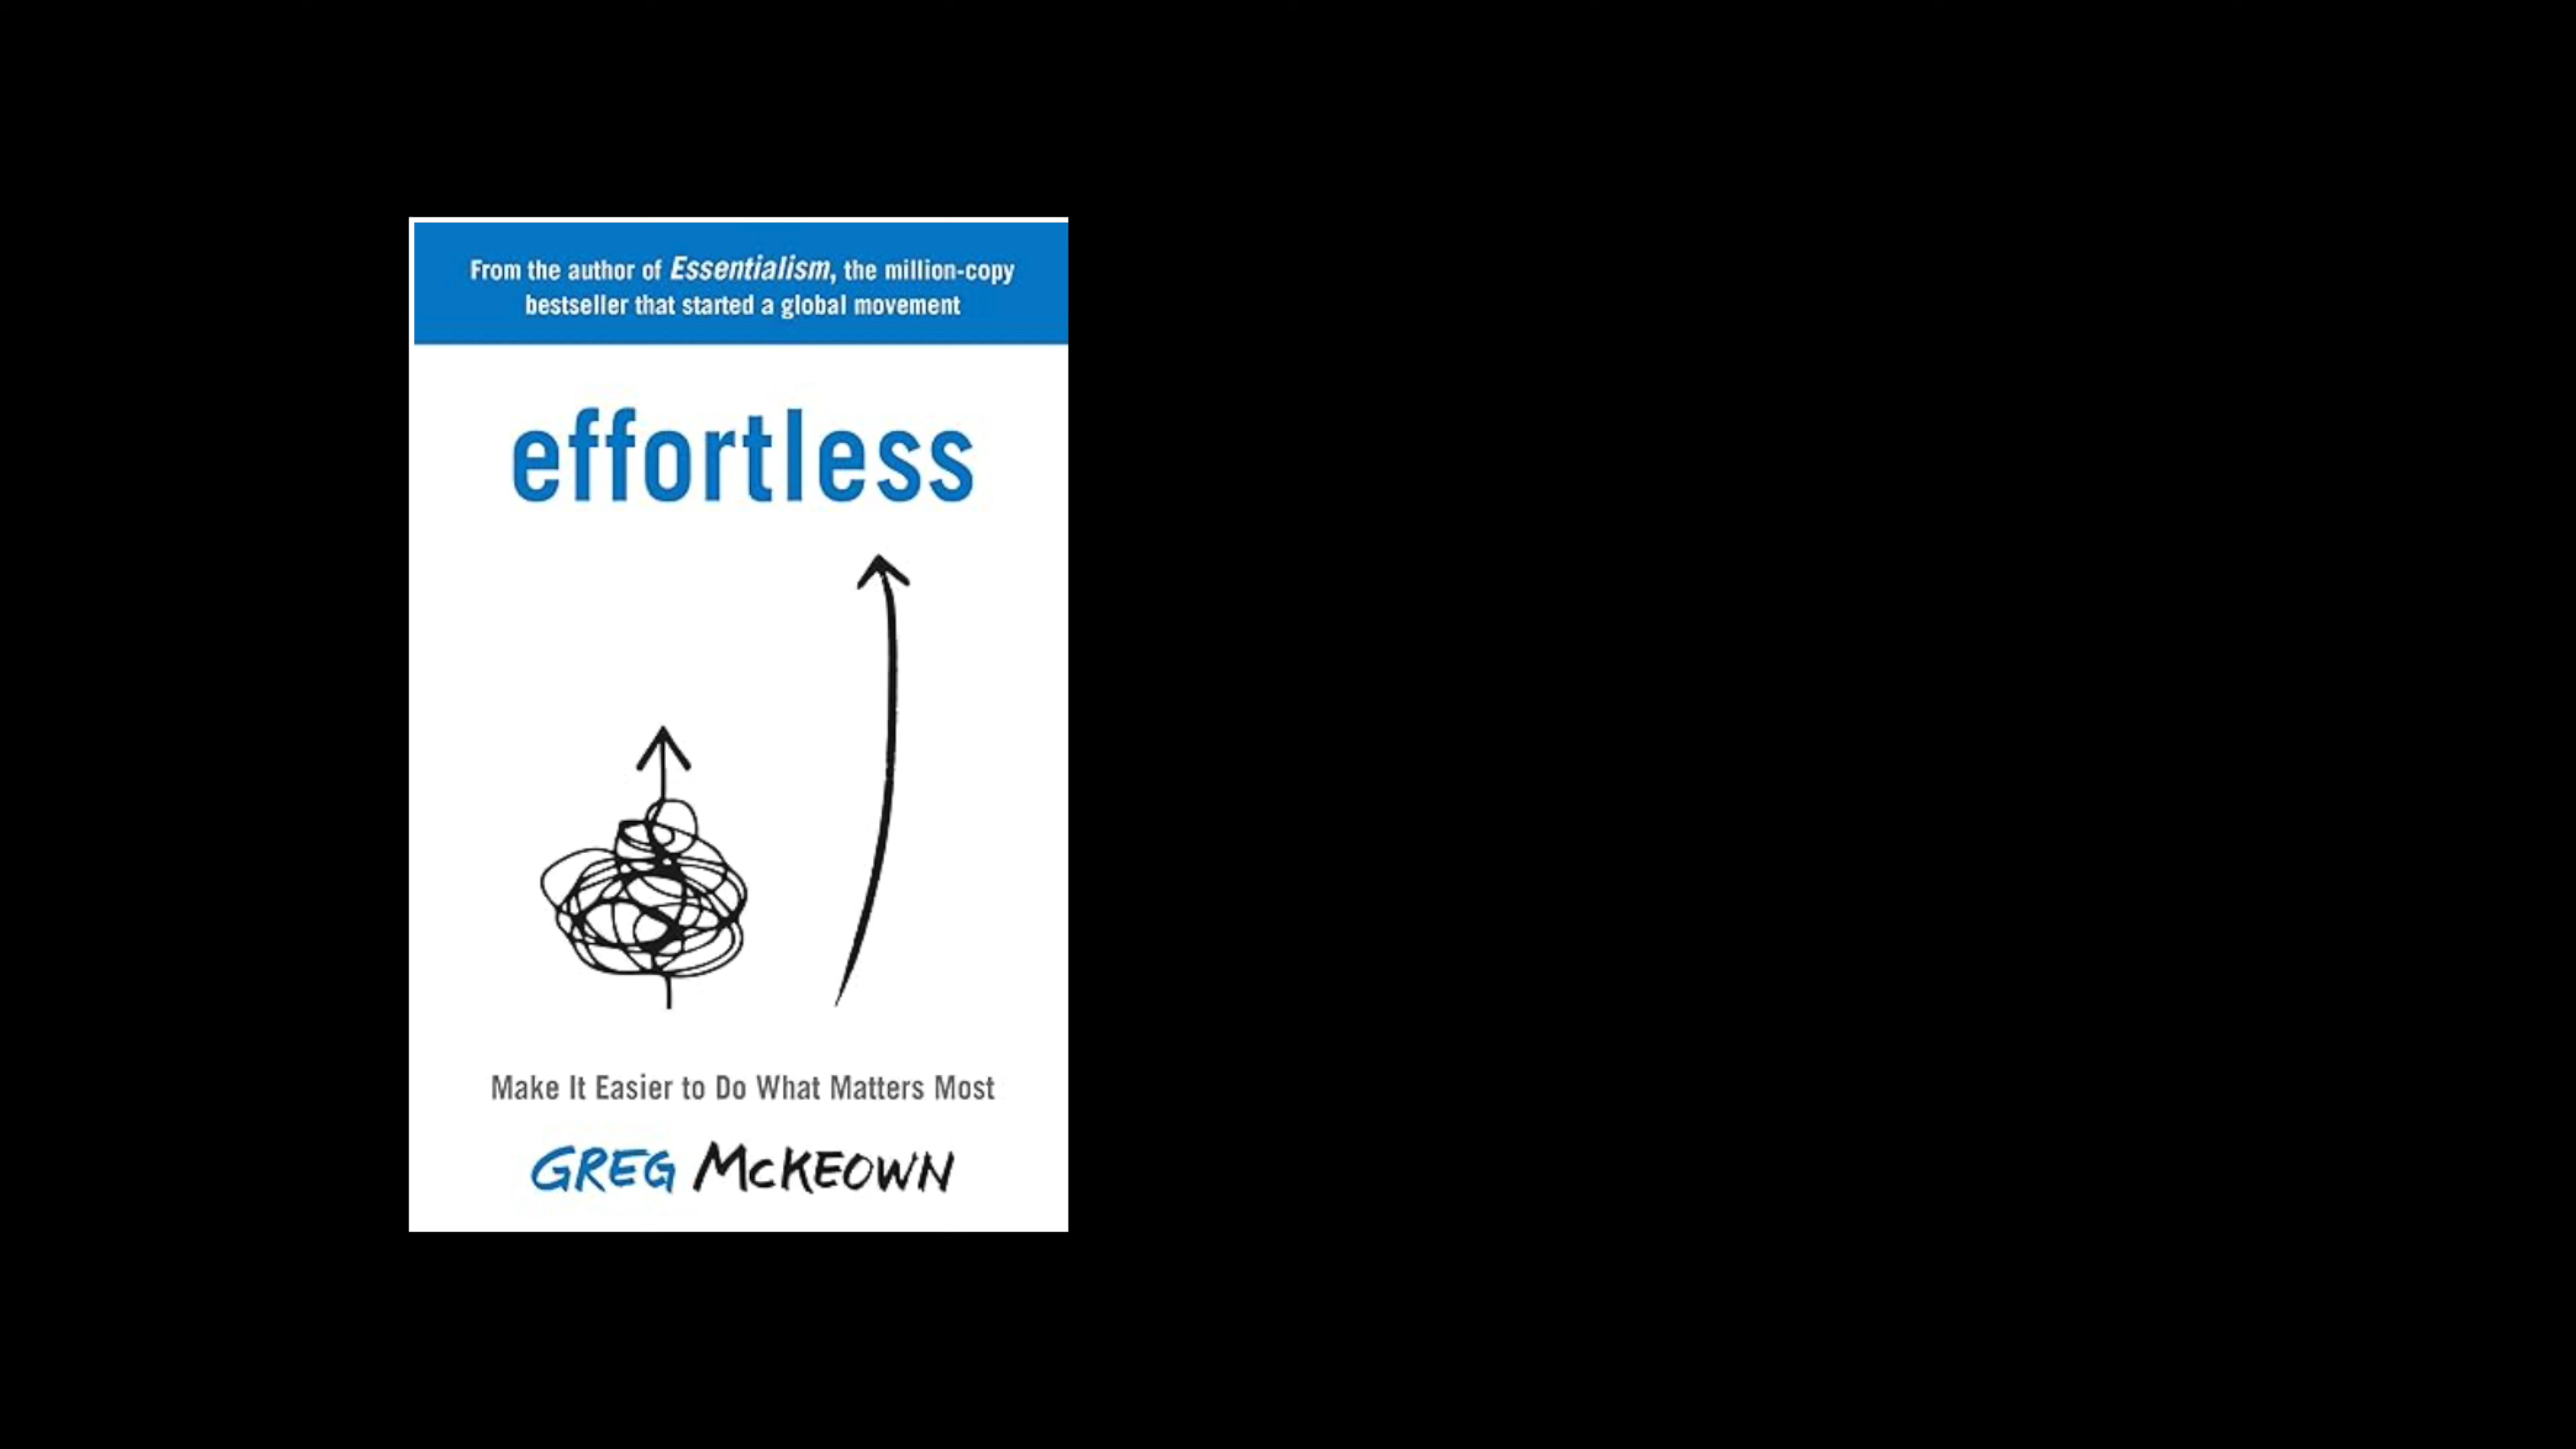 From the author of Essentialism, the million-copy
bestseller that started a global movement
effortless
Make It Easier to Do What Matters Most
GREG MCKEOWN